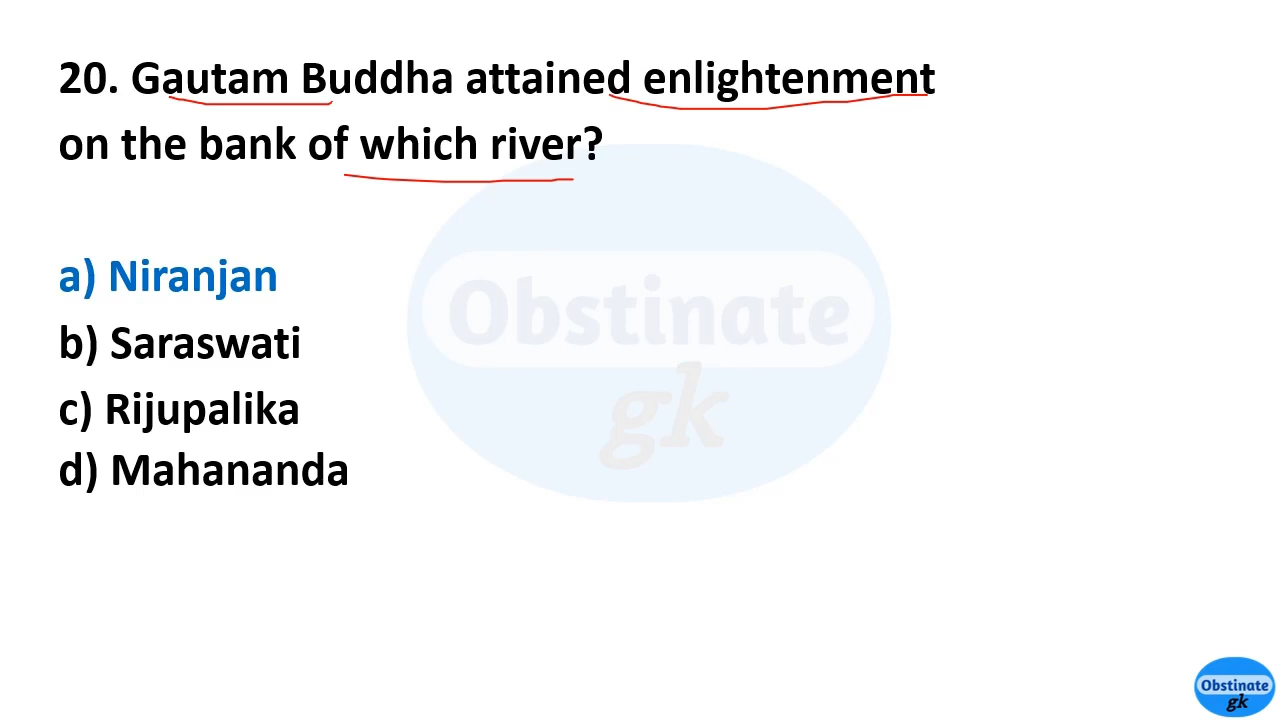 20. Gautam Buddha attained enlightenment
on the bank of which river?
a) Niranjan
b) Saraswati
c) Rijupalika
d) Mahananda
Obstinate
gk
Obstinate
gk